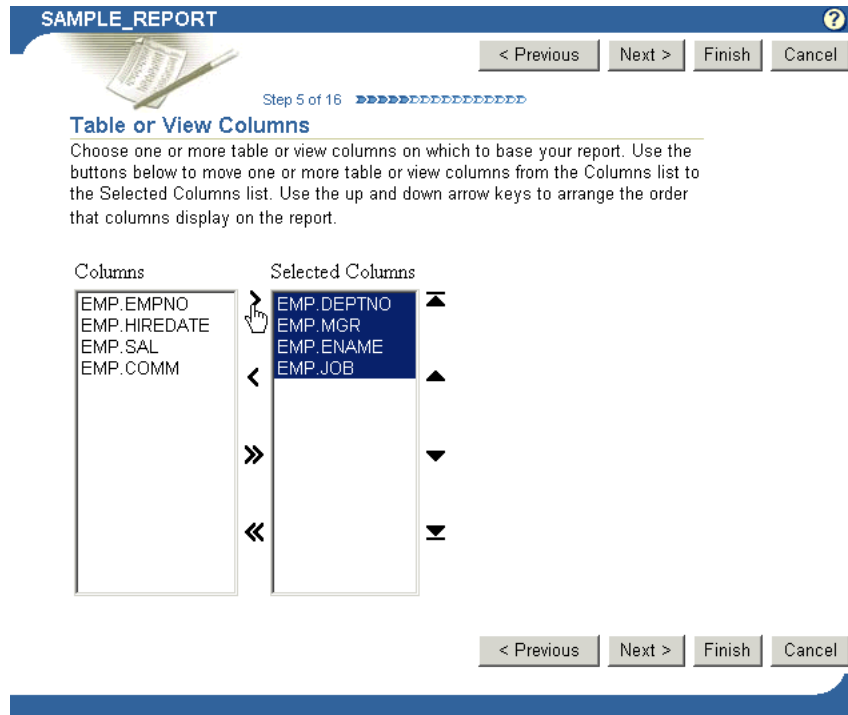 SAMPLE_REPORT
?
< Previous Next > Finish Cancel
Step 5 of 16
Table or View Columns
Choose one or more table or view columns on which to base your report. Use the
buttons below to move one or more table or view columns from the Columns list to
the Selected Columns list. Use the up and down arrow keys to arrange the order
that columns display on the report.
Columns Selected Columns
EMP.EMPNO EMP.DEPTNO
EMP.HIREDATE EMP.MGR
EMP.SAL EMP.ENAME
EMP.COMM EMP.JOB
< Previous Next > Finish Cancel